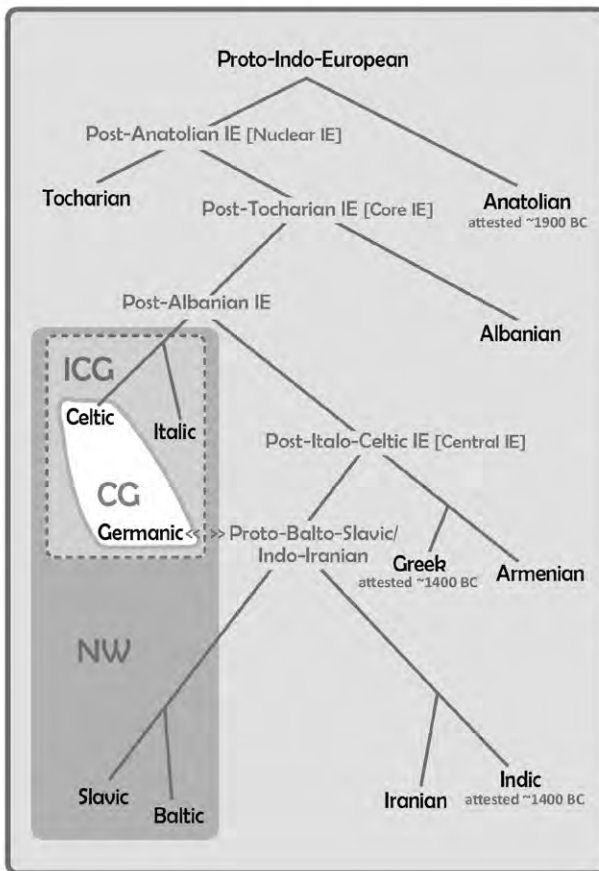 Proto-Indo-European
Post-Anatolian IE [Nuclear IE]
Tocharian
Post-Tocharian IE [Core IE]
Anatolian
attested ~1900 BC
Post-Albanian IE
Albanian
ICG
Celtic
Italic
Post-Italo-Celtic IE [Central IE]
CG
Germanic<< >>Proto-Balto-Slavic/
Indo-Iranian
Greek
attested ~1400 BC
Armenian
NW
Slavic
Baltic
Iranian
Indic
attested ~1400 BC